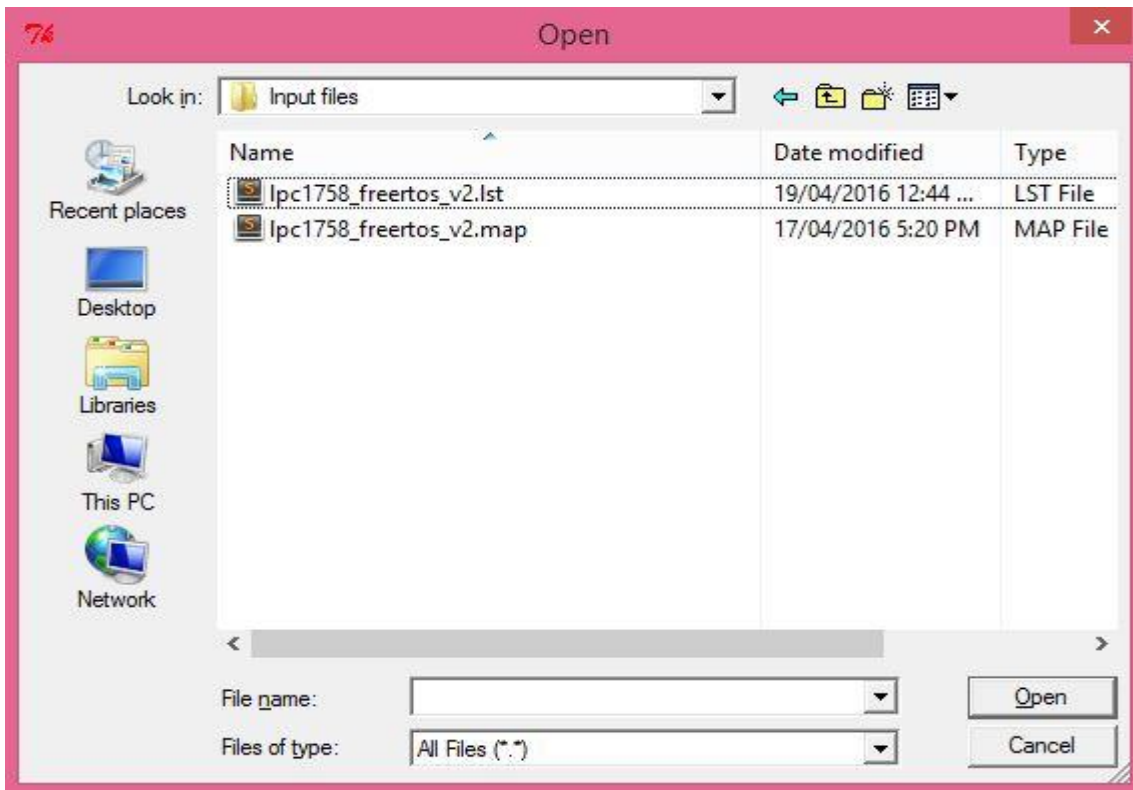 Open
Look in: Input files
Name Date modified Type
lpc1758_freertos_v2.lst 19/04/2016 12:44 ... LST File
lpc1758_freertos_v2.map 17/04/2016 5:20 PM MAP File
Recent places
Desktop
Libraries
This PC
Network
File name: Open
Files of type: All Files (*.*) Cancel